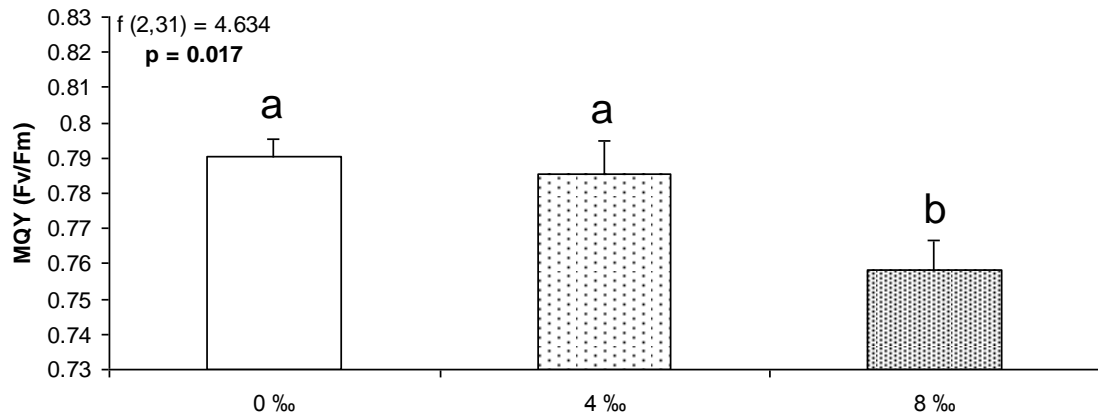 f (2,31) = 4.634
p = 0.017
MQY (Fv/Fm)
0.83
0.82
0.81
0.8
0.79
0.78
0.77
0.76
0.75
0.74
0.73
a
a
b
0 ‰
4 ‰
8 ‰